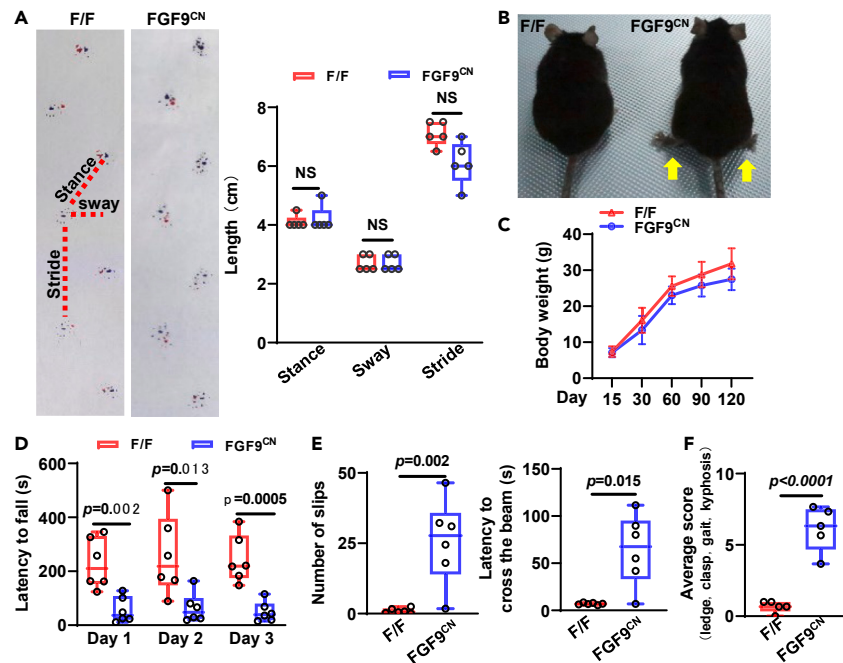 A
F/F
FGF9CN
Stance
sway
Stride
F/F
FGF9CN
Length (cm)
8
6
4
2
0
NS
NS
NS
Stance
Sway
Stride
B
F/F
FGF9CN
C
F/F
FGF9CN
Body weight (g)
40
30
20
10
0
Day 15 30 60 90 120
D
F/F
FGF9CN
Latency to fall (s)
600
400
200
0
p=0.002
p=0.013
p=0.0005
Day 1 Day 2 Day 3
E
Number of slips
50
25
0
p=0.002
F/F
FGF9CN
Latency to
cross the beam (s)
150
100
50
0
p=0.015
F/F
FGF9CN
F
Average score
(ledge. clasp. gait. kyphosis)
10
5
0
p<0.0001
F/F
FGF9CN